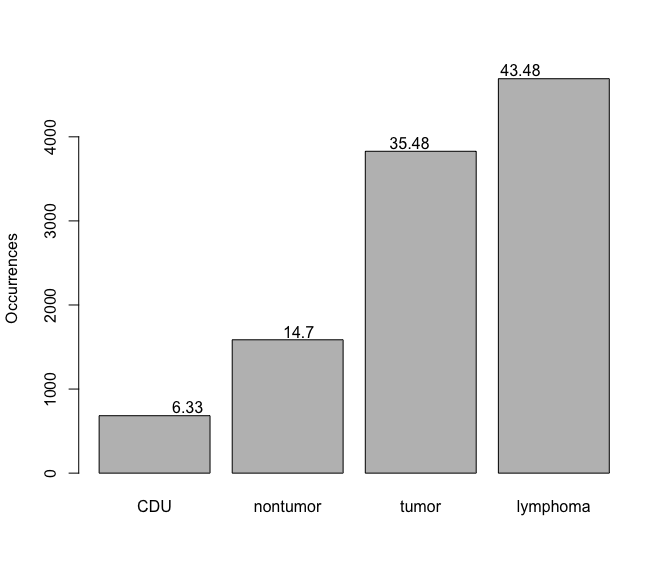 43.48
35.48
14.7
6.33
Occurrences
4000
3000
2000
1000
0
CDU
nontumor
tumor
lymphoma